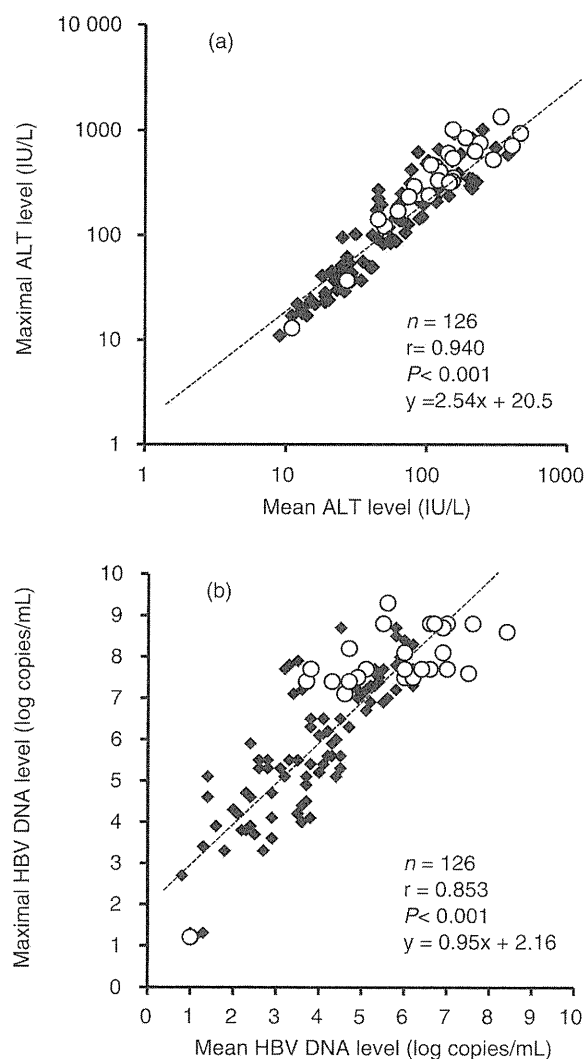 (a)
10 000
1000
100
10
1
1
10
100
1000
Maximal ALT level (IU/L)
Mean ALT level (IU/L)
n = 126
r= 0.940
P< 0.001
y =2.54x + 20.5
(b)
10
9
8
7
6
5
4
3
2
1
0
0 1 2 3 4 5 6 7 8 9 10
Maximal HBV DNA level (log copies/mL)
Mean HBV DNA level (log copies/mL)
n = 126
r = 0.853
P< 0.001
y = 0.95x + 2.16